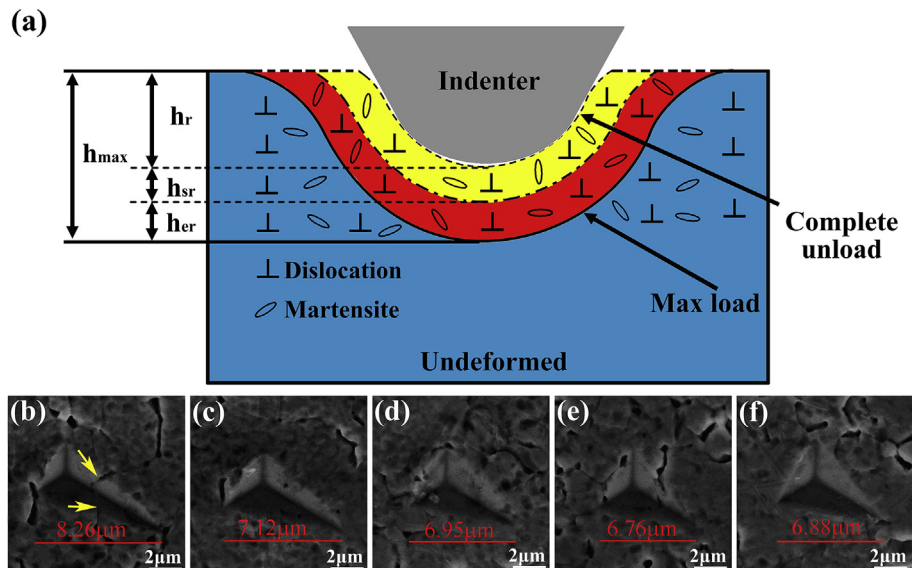 (a)
Indenter
hr
hmax
hsr
her
Complete
unload
Dislocation
Martensite
Max load
Undeformed
(b)
(c)
(d)
(e)
(f)
8.26μm
7.12μm
6.95μm
6.76μm
6.88μm
2μm
2μm
2μm
2μm
2μm